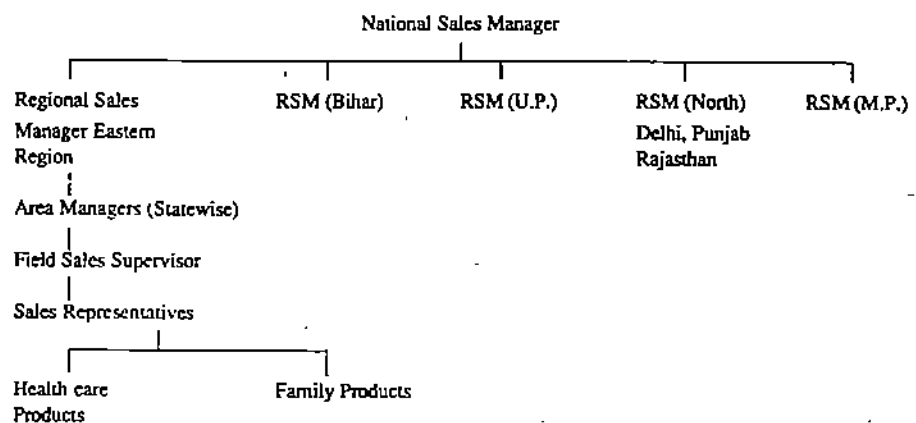 National Sales Manager
Regional Sales
Manager Eastern
Region
RSM (Bihar)
RSM (U.P.)
RSM (North)
Delhi, Punjab
Rajasthan
RSM (M.P.)
Area Managers (Statewise)
Field Sales Supervisor
Sales Representatives
Health care
Products
Family Products